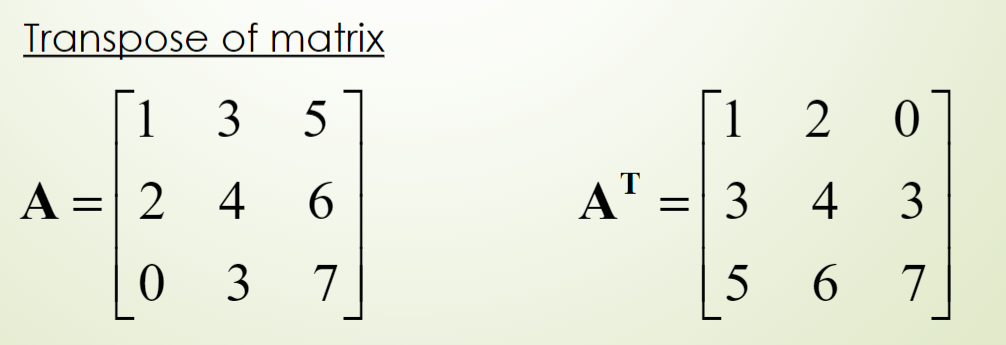 Transpose of matrix
1 3 5 1 2 0
A = 2 4 6 A^T = 3 4 3
0 3 7 5 6 7